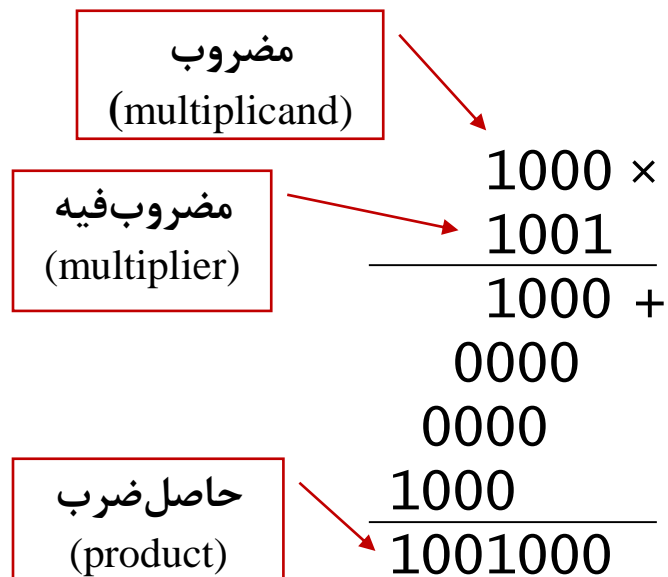 مضروب
(multiplicand)
1000 ×
مضروب‌فیه
(multiplier)
1001
1000 +
0000
0000
1000
حاصل‌ضرب
(product)
1001000